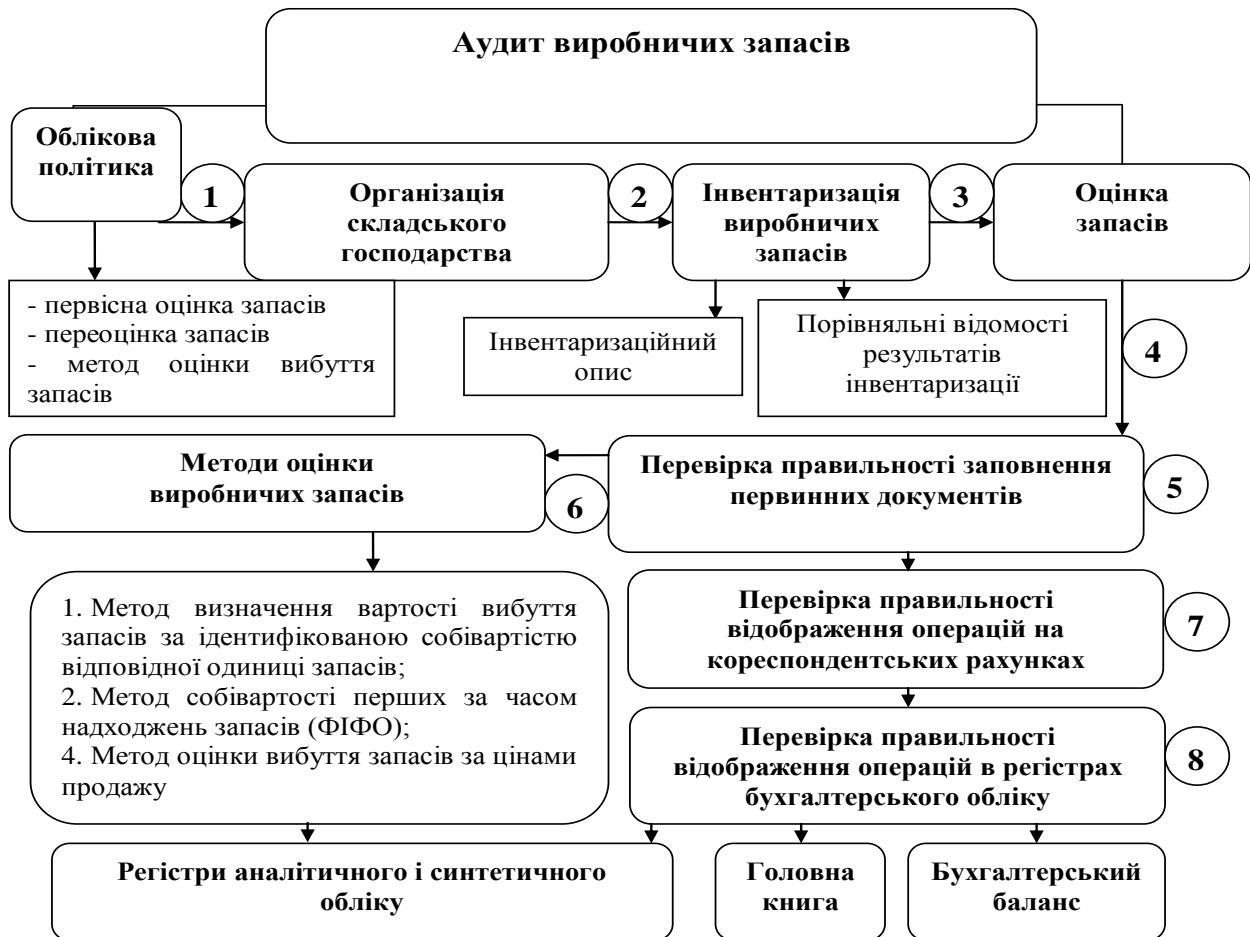 Аудит виробничих запасів
Облікова
політика
1
Організація
складського
господарства
2
Інвентаризація
виробничих
запасів
3
Оцінка
запасів
- первісна оцінка запасів
- переоцінка запасів
- метод оцінки вибуття
запасів
Інвентаризаційний
опис
Порівняльні відомості
результатів
інвентаризації
4
Методи оцінки
виробничих запасів
6
Перевірка правильності заповнення
первинних документів
5
1. Метод визначення вартості вибуття
запасів за ідентифікованою собівартістю
відповідної одиниці запасів;
2. Метод собівартості перших за часом
надходжень запасів (ФІФО);
4. Метод оцінки вибуття запасів за цінами
продажу
Перевірка правильності
відображення операцій на
кореспондентських рахунках
7
Перевірка правильності
відображення операцій в регістрах
бухгалтерського обліку
8
Регістри аналітичного і синтетичного
обліку
Головна
книга
Бухгалтерський
баланс